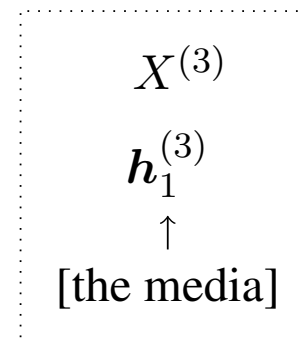 X^{(3)}
h_1^{(3)}
↑
[the media]